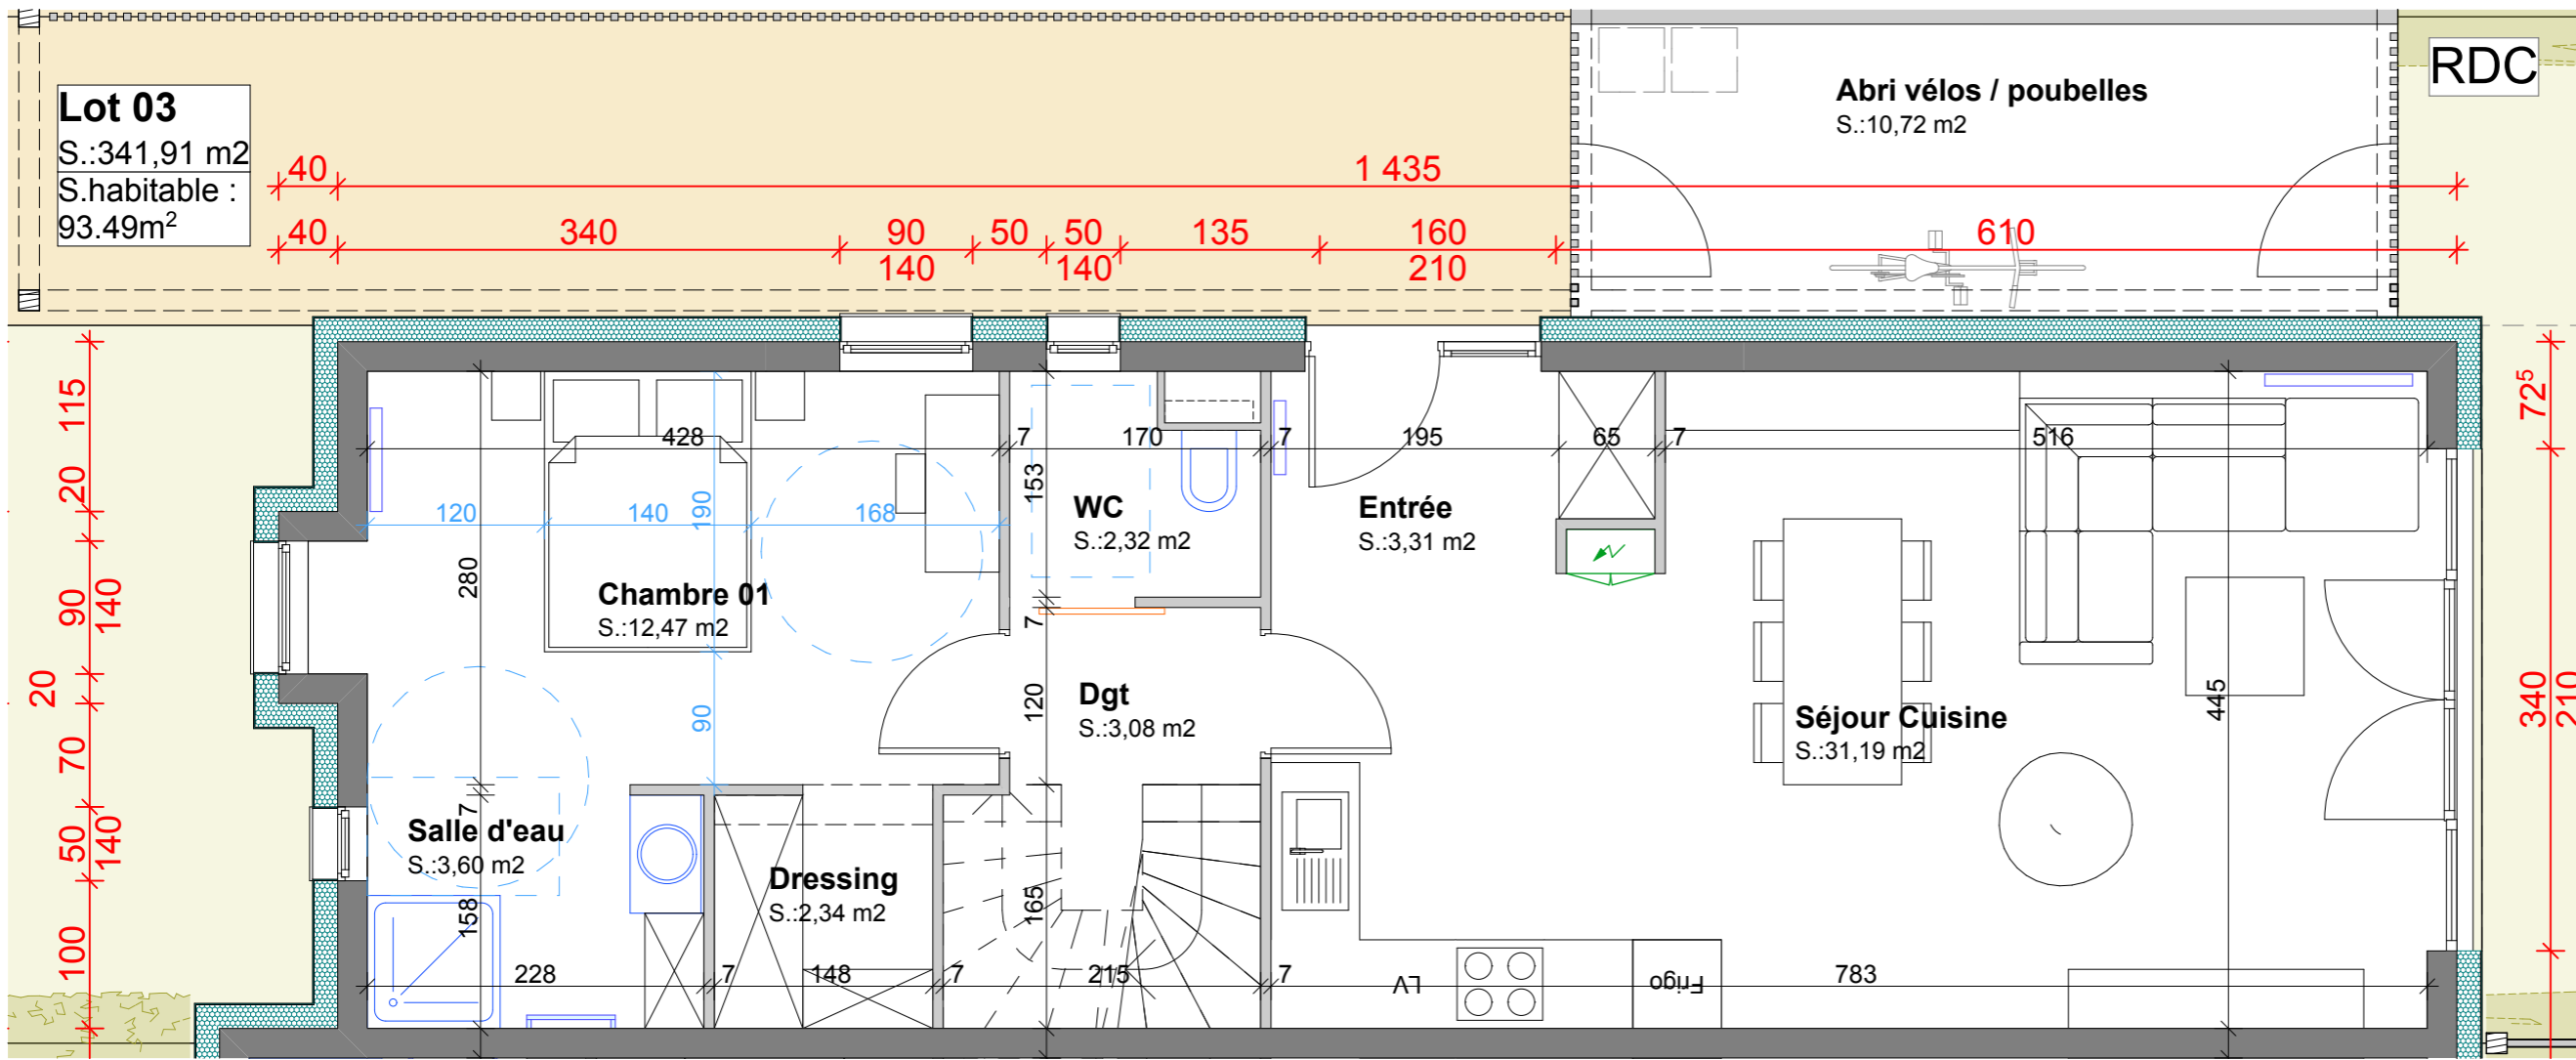 Lot 03
S.:341,91 m2
S.habitable :
93.49m²
RDC
Abri vélos / poubelles
S.:10,72 m2
40 1 435
40 340 90 50 50 135 160 610
140 140 210
115
20
90
140
20
70
50
140
100
72⁵
340
210
428 7 170 7 195 65 7 516
120 140 168
190
90
280
7
158
153
7
120
165
445
WC
S.:2,32 m2
Entrée
S.:3,31 m2
Chambre 01
S.:12,47 m2
Dgt
S.:3,08 m2
Séjour Cuisine
S.:31,19 m2
Salle d'eau
S.:3,60 m2
Dressing
S.:2,34 m2
228 7 148 7 215 7 783
LV
Frigo